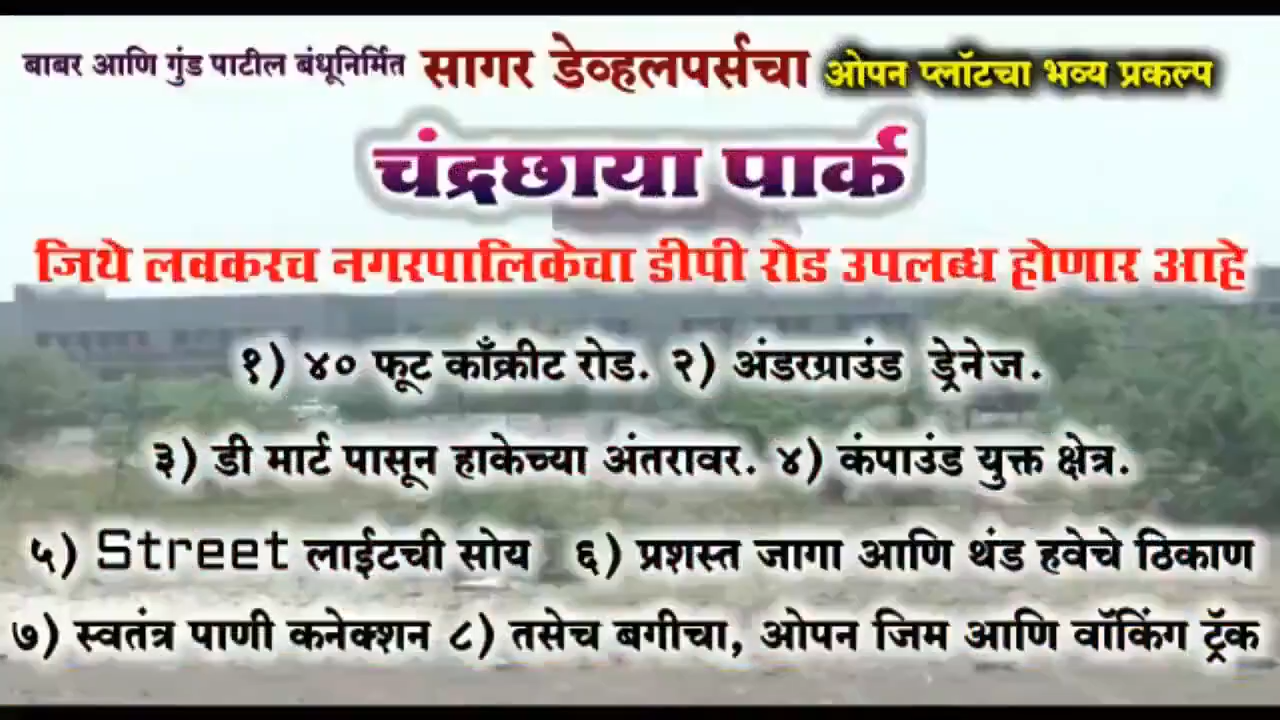 बाबर आणि गुंड पाटील बंधूनिर्मित सागर डेव्हलपर्सचा ओपन प्लॉटचा भव्य प्रकल्प
चंद्रछाया पार्क
जिथे लवकरच नगरपालिकेचा डीपी रोड उपलब्ध होणार आहे
१) ४० फूट काँक्रीट रोड. २) अंडरग्राउंड ड्रेनेज.
३) डी मार्ट पासून हाकेच्या अंतरावर. ४) कंपाउंड युक्त क्षेत्र.
५) Street लाईटची सोय ६) प्रशस्त जागा आणि थंड हवेचे ठिकाण
७) स्वतंत्र पाणी कनेक्शन ८) तसेच बगीचा, ओपन जिम आणि वॉकिंग ट्रॅक